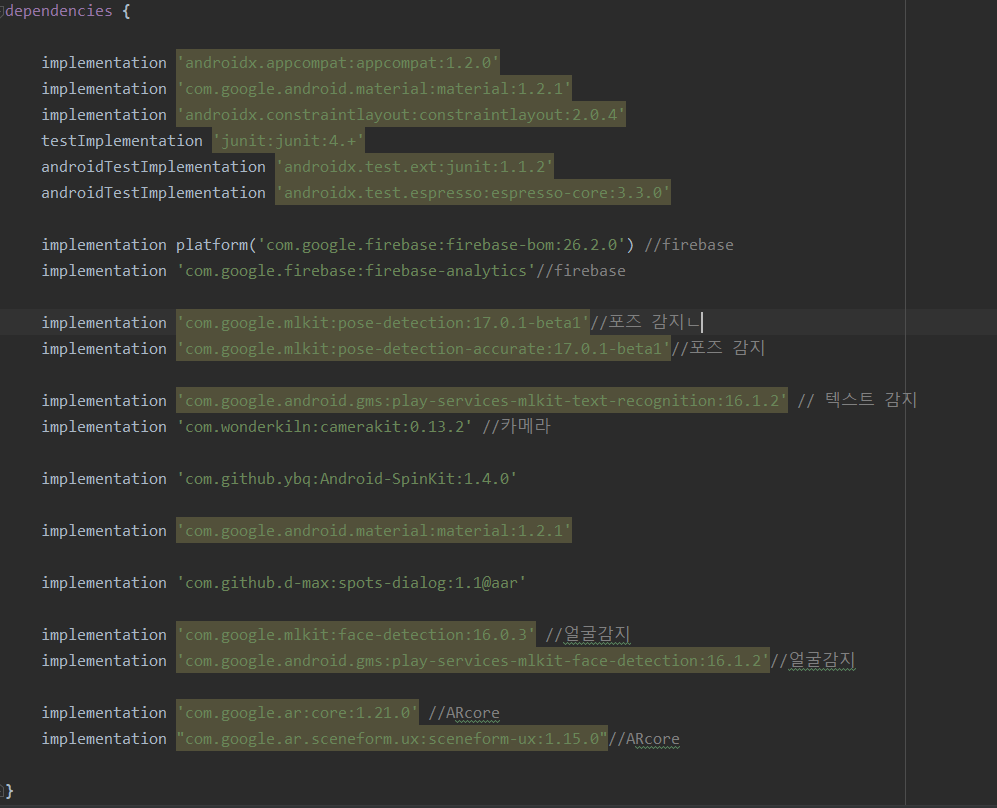 dependencies {
implementation 'androidx.appcompat:appcompat:1.2.0'
implementation 'com.google.android.material:material:1.2.1'
implementation 'androidx.constraintlayout:constraintlayout:2.0.4'
testImplementation 'junit:junit:4.+'
androidTestImplementation 'androidx.test.ext:junit:1.1.2'
androidTestImplementation 'androidx.test.espresso:espresso-core:3.3.0'
implementation platform('com.google.firebase:firebase-bom:26.2.0') //firebase
implementation 'com.google.firebase:firebase-analytics'//firebase
implementation 'com.google.mlkit:pose-detection:17.0.1-beta1'//포즈 감지ㄴ
implementation 'com.google.mlkit:pose-detection-accurate:17.0.1-beta1'//포즈 감지
implementation 'com.google.android.gms:play-services-mlkit-text-recognition:16.1.2' // 텍스트 감지
implementation 'com.wonderkiln:camerakit:0.13.2' //카메라
implementation 'com.github.ybq:Android-SpinKit:1.4.0'
implementation 'com.google.android.material:material:1.2.1'
implementation 'com.github.d-max:spots-dialog:1.1@aar'
implementation 'com.google.mlkit:face-detection:16.0.3' //얼굴감지
implementation 'com.google.android.gms:play-services-mlkit-face-detection:16.1.2'//얼굴감지
implementation 'com.google.ar:core:1.21.0' //ARcore
implementation "com.google.ar.sceneform.ux:sceneform-ux:1.15.0"//ARcore
}